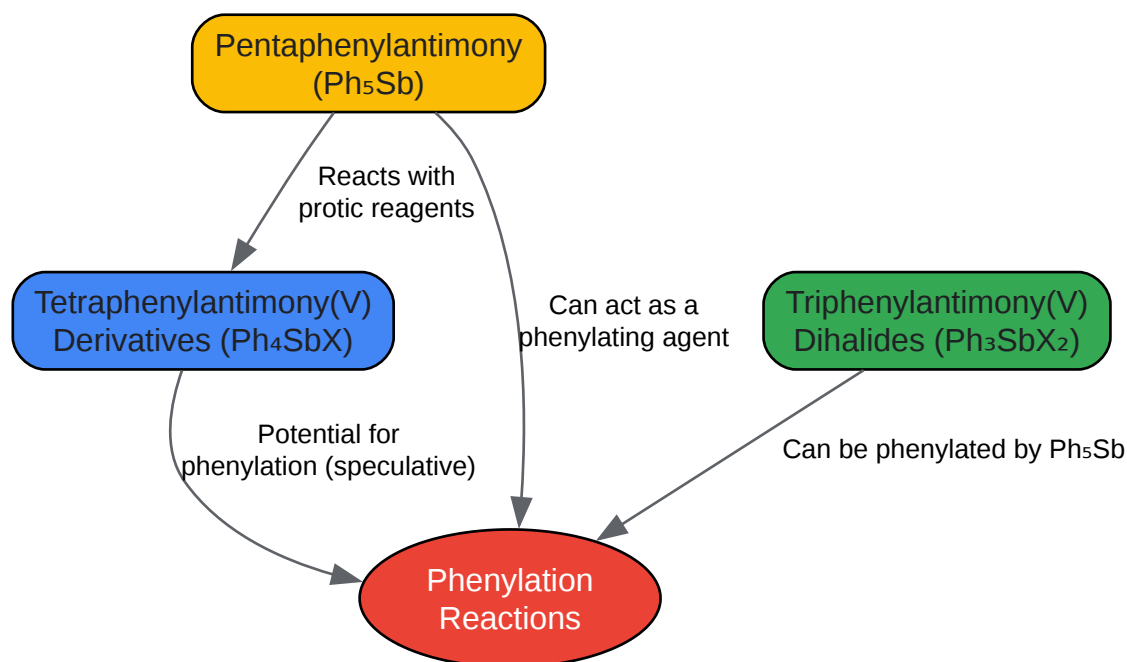 Pentaphenylantimony
(Ph₅Sb)
Reacts with
protic reagents
Tetraphenylantimony(V)
Derivatives (Ph₄SbX)
Can act as a
phenylating agent
Triphenylantimony(V)
Dihalides (Ph₃SbX₂)
Potential for
phenylation (speculative)
Can be phenylated by Ph₅Sb
Phenylation
Reactions